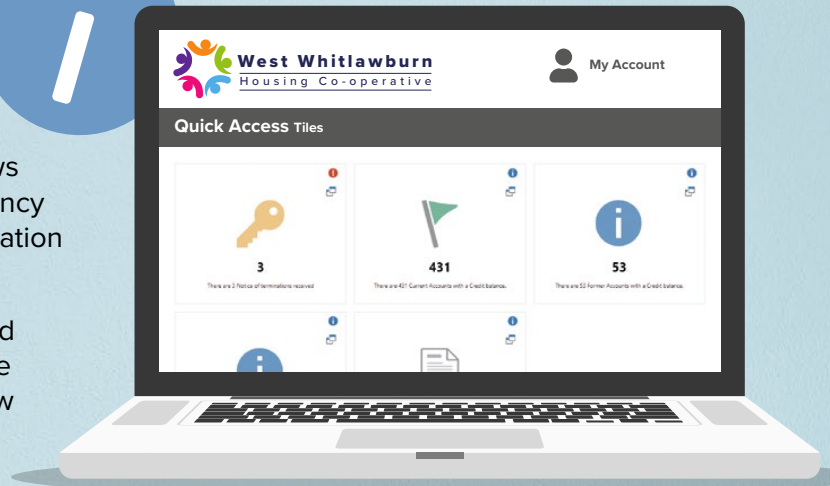 ws
ncy
ation
d
e
w
West Whitlawburn
Housing Co-operative
My Account
Quick Access Tiles
3
There are 3 Notice of terminations received
431
There are 431 Current Accounts with a Credit balance.
53
There are 53 Former Accounts with a Credit balance.